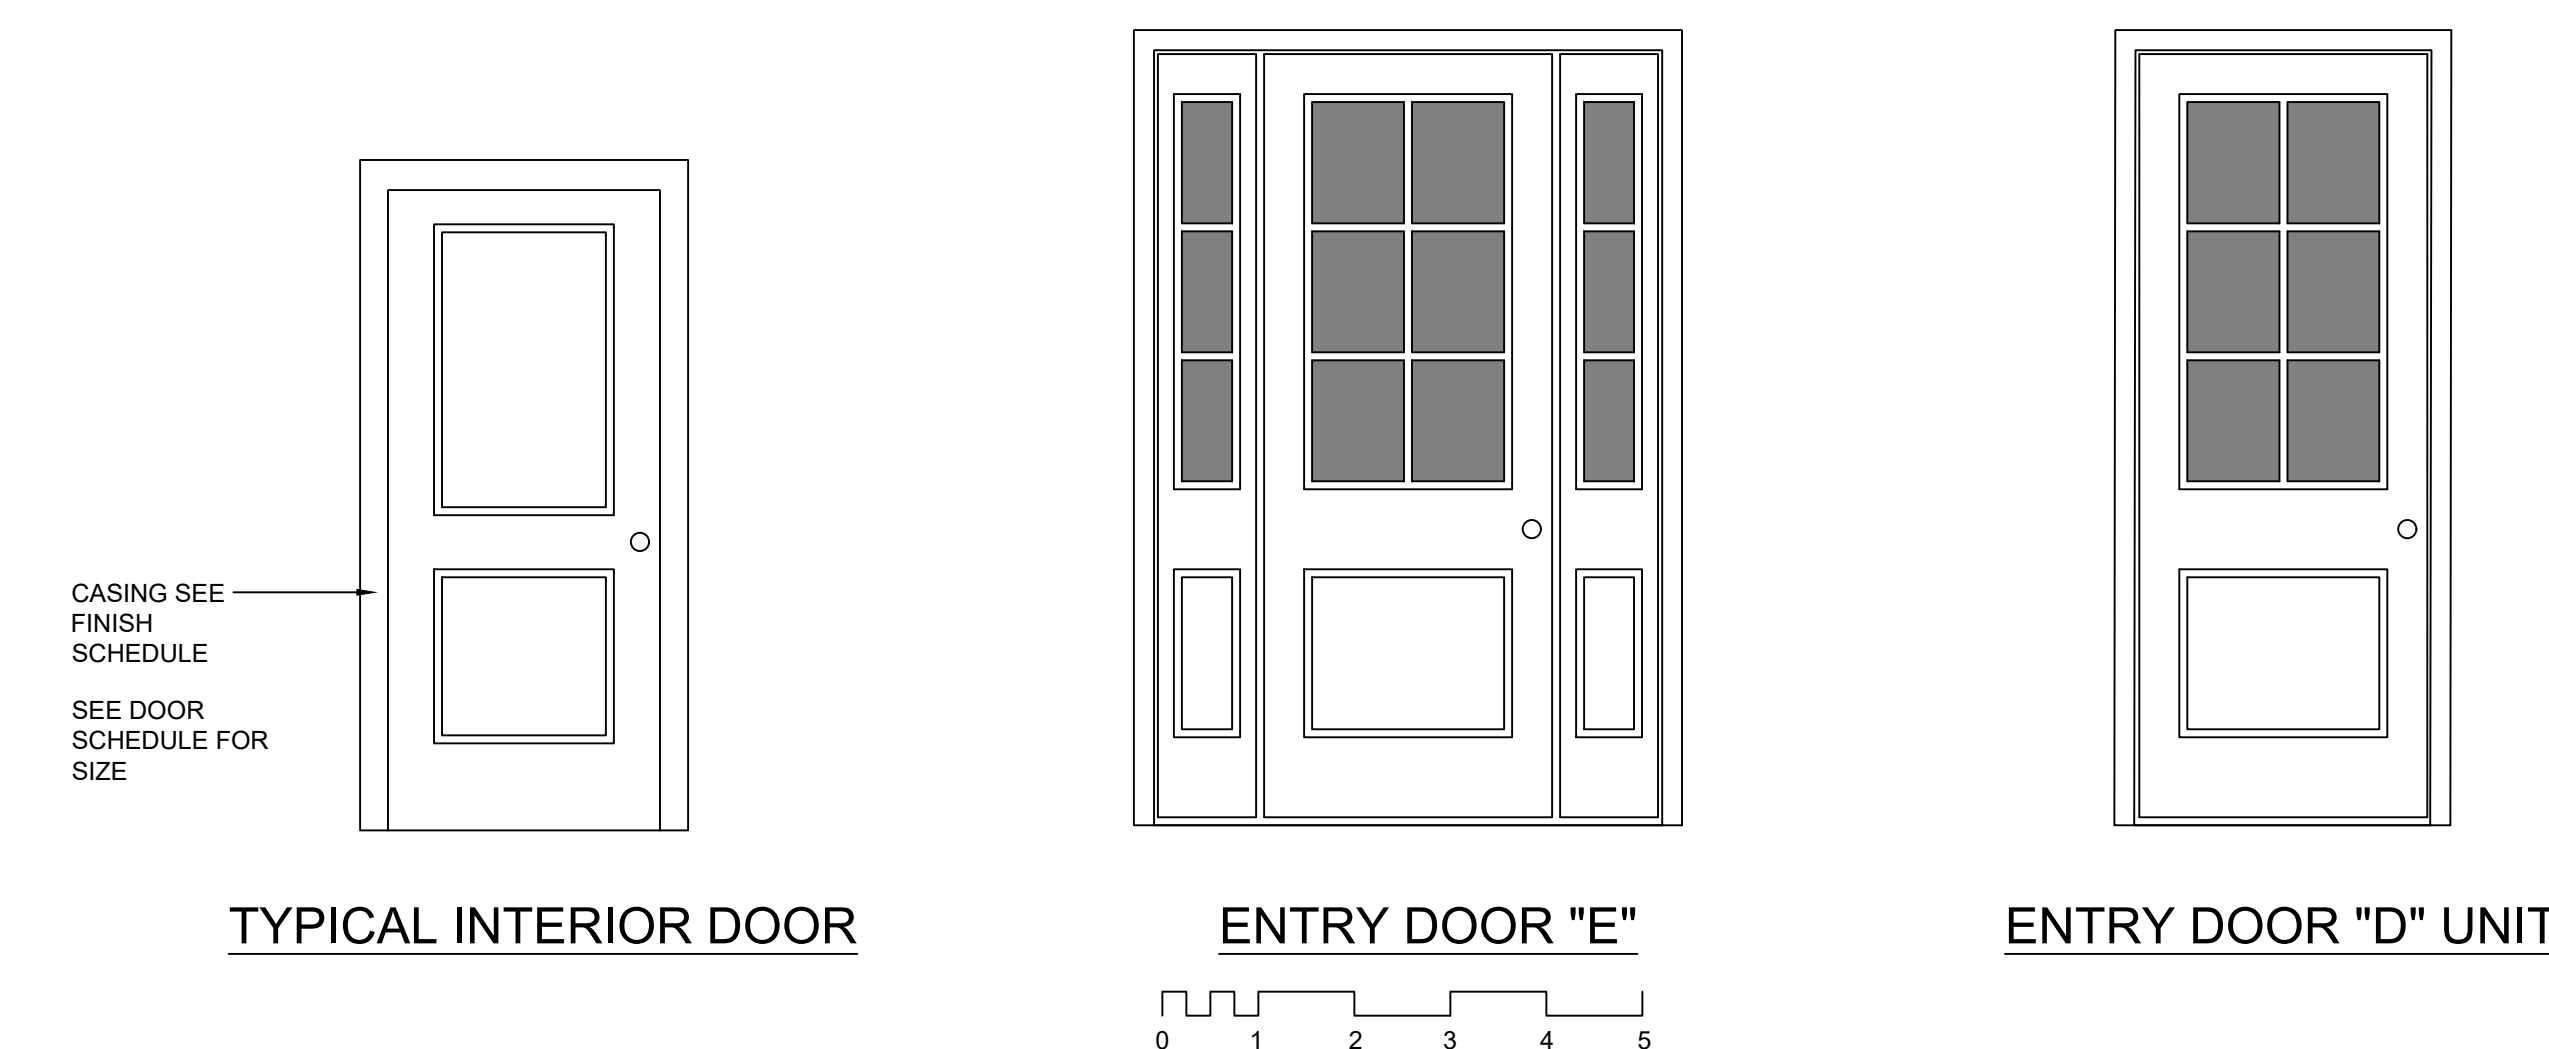 CASING SEE
FINISH
SCHEDULE
SEE DOOR
SCHEDULE FOR
SIZE
TYPICAL INTERIOR DOOR
ENTRY DOOR "E"
ENTRY DOOR "D" UNIT
0 1 2 3 4 5